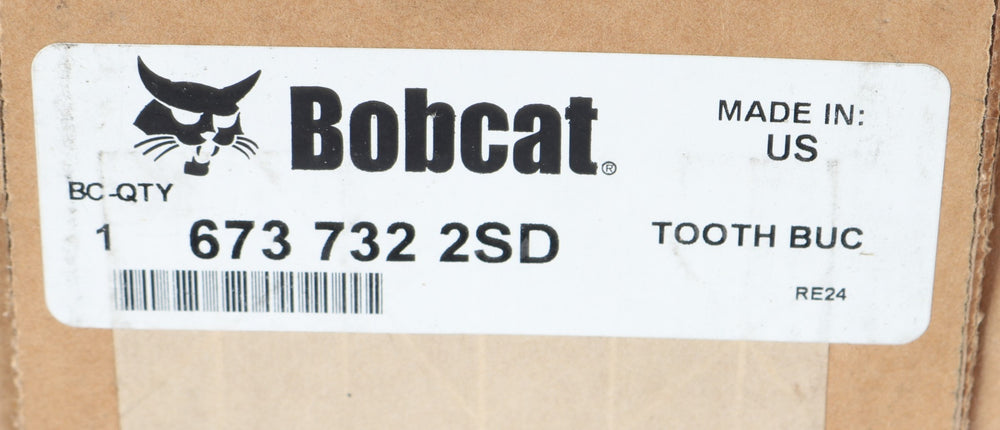 Bobcat®
MADE IN:
US
BC-QTY
1 673 732 2SD
TOOTH BUC
RE24